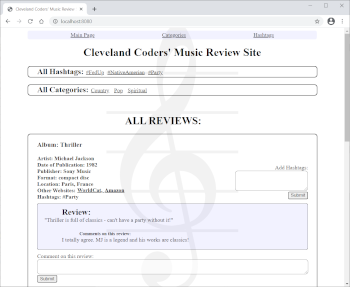 Cleveland Coders' Music Review
localhost:8080
Main Page Categories Hashtags
Cleveland Coders' Music Review Site
All Hashtags: #FedUp #NativeAmerian #Party
All Categories: Country Pop Spiritual
ALL REVIEWS:
Album: Thriller
Artist: Michael Jackson
Date of Publication: 1982
Publisher: Sony Music
Format: compact disc
Location: Paris, France
Other Websites: WorldCat, Amazon
Hashtag: #Party
Add Hashtags:
Submit
Review:
"Thriller is full of classics - can't have a party without it!"
Comments on this review:
I totally agree. MJ is a legend and his works are classics!
Comment on this review:
Submit